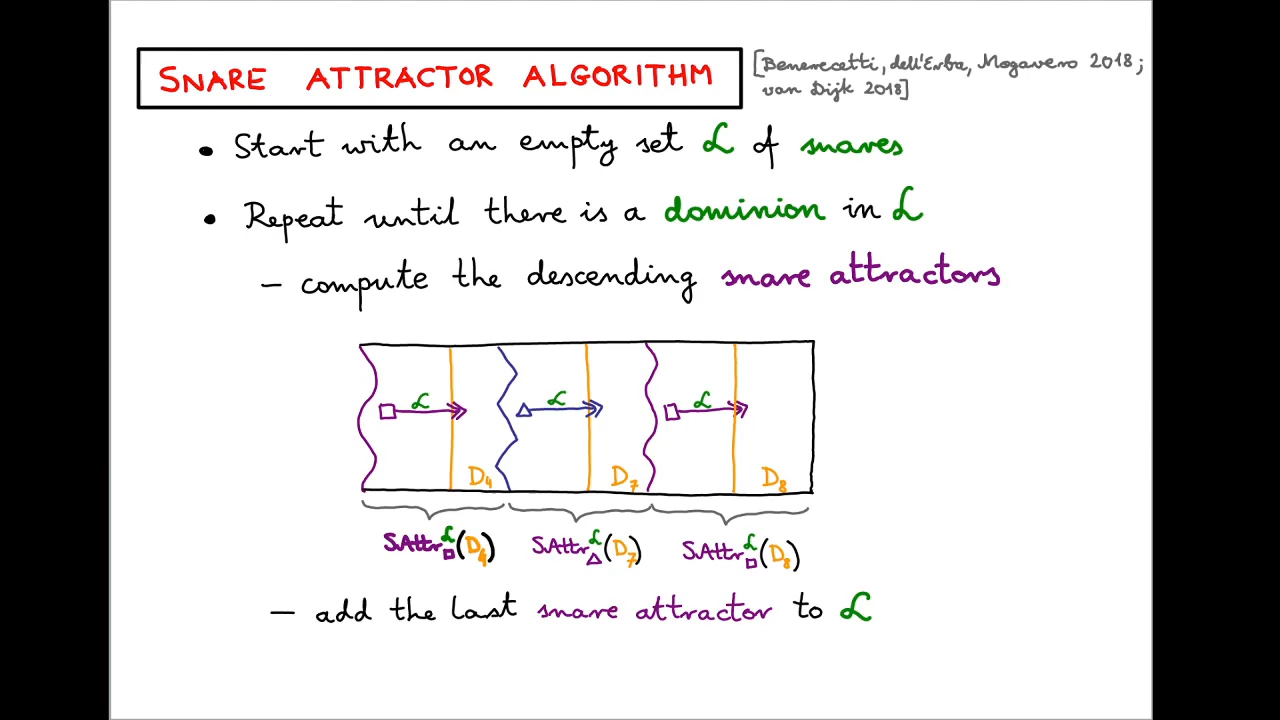 SNARE ATTRACTOR ALGORITHM
[Benerecetti, dell'Erba, Mogavero 2018;
van Dijk 2018]
• Start with an empty set ℒ of snares
• Repeat until there is a dominion in ℒ
– compute the descending snare attractors
ℒ ℒ ℒ
D₄ D₇ D₈
SAttr□^ℒ(D₄) SAttr△^ℒ(D₇) SAttr□^ℒ(D₈)
– add the last snare attractor to ℒ